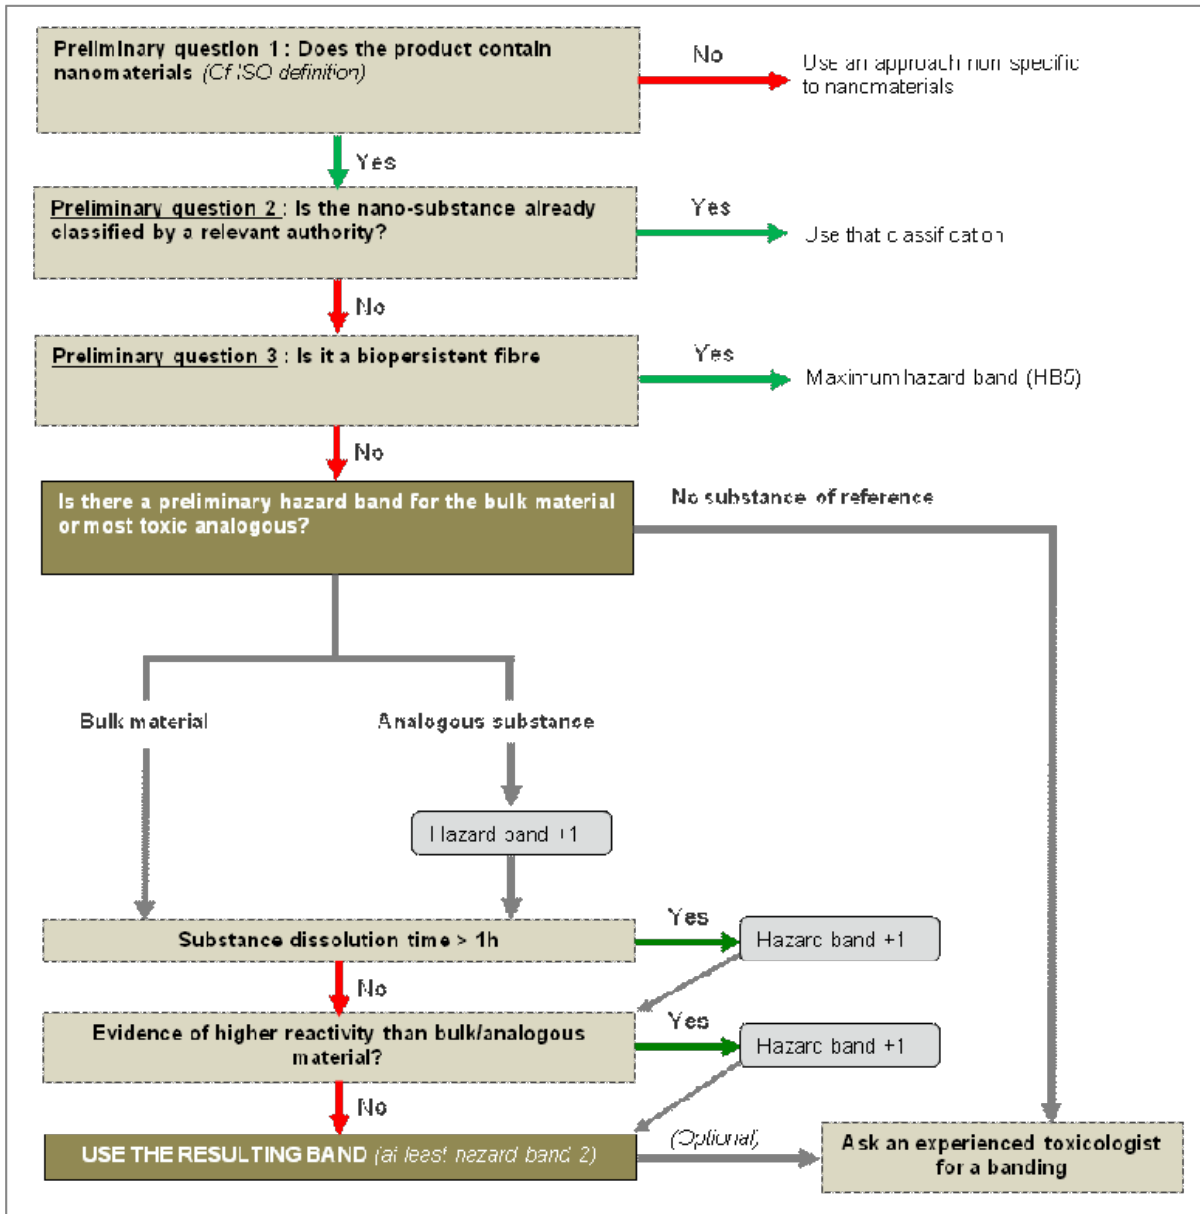 Preliminary question 1 : Does the product contain
nanomaterials (Cf ISO definition)
No
Use an approach non specific
to nanomaterials
Yes
Preliminary question 2 : Is the nano-substance already
classified by a relevant authority?
Yes
Use that classification
No
Preliminary question 3 : Is it a biopersistent fibre
Yes
Maximum hazard band (HB5)
No
Is there a preliminary hazard band for the bulk material
or most toxic analogous?
No substance of reference
Bulk material
Analogous substance
Hazard band +1
Substance dissolution time > 1h
Yes
Hazard band +1
No
Evidence of higher reactivity than bulk/analogous
material?
Yes
Hazard band +1
No
USE THE RESULTING BAND (at least hazard band 2)
(Optional)
Ask an experienced toxicologist
for a banding